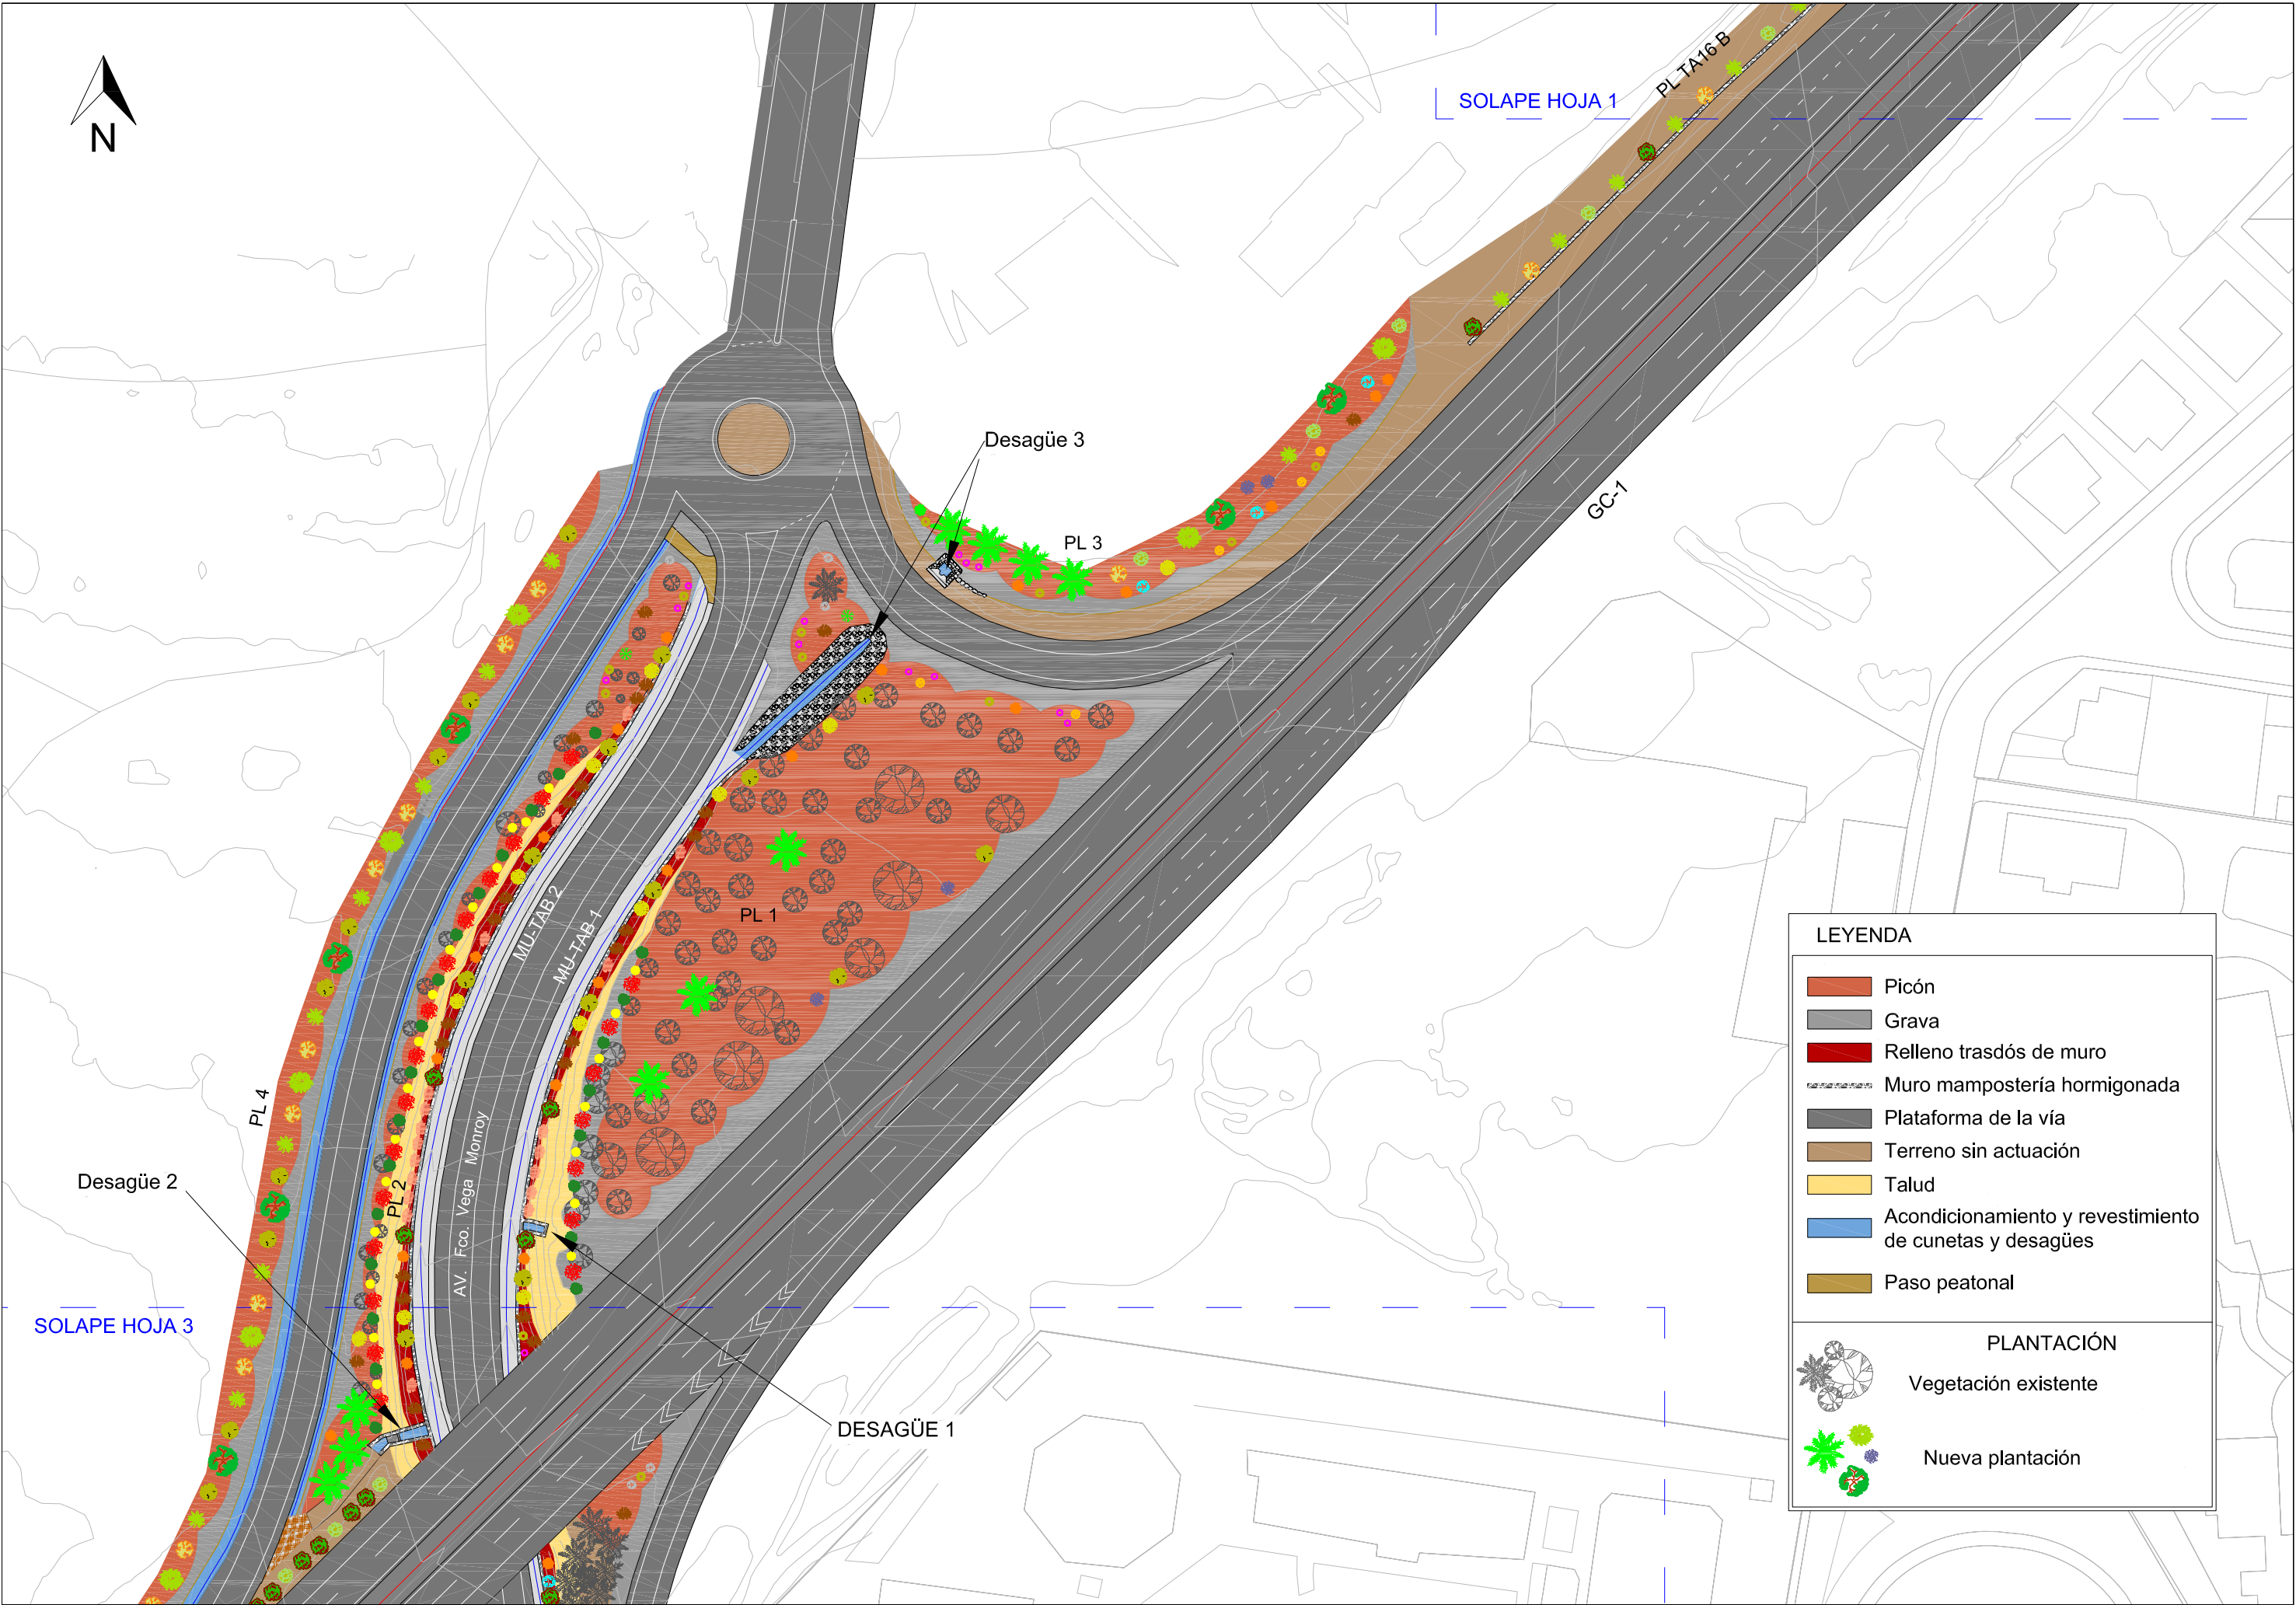 N
SOLAPE HOJA 1
PL TA16 B
Desagüe 3
GC-1
PL 3
MU-TAB 2
MU-TAB 1
PL 1
PL 4
PL 2
AV. Fco. Vega Monroy
Desagüe 2
SOLAPE HOJA 3
DESAGÜE 1
LEYENDA
Picón
Grava
Relleno trasdós de muro
Muro mampostería hormigonada
Plataforma de la vía
Terreno sin actuación
Talud
Acondicionamiento y revestimiento
de cunetas y desagües
Paso peatonal
PLANTACIÓN
Vegetación existente
Nueva plantación